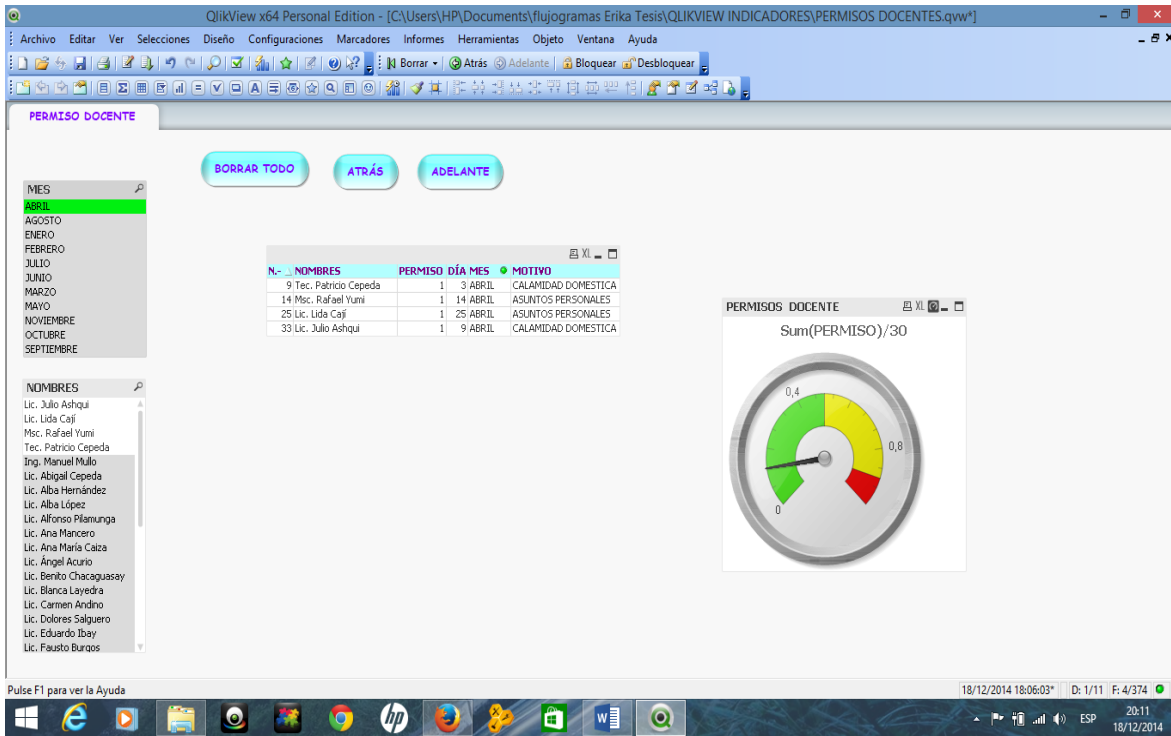 QlikView x64 Personal Edition - [C:\Users\HP\Documents\flujogramas Erika Tesis\QLIKVIEW INDICADORES\PERMISOS DOCENTES.qvw*]
Archivo Editar Ver Selecciones Diseño Configuraciones Marcadores Informes Herramientas Objeto Ventana Ayuda
Borrar Atrás Adelante Bloquear Desbloquear
PERMISO DOCENTE
BORRAR TODO ATRÁS ADELANTE
MES
ABRIL
AGOSTO
ENERO
FEBRERO
JULIO
JUNIO
MARZO
MAYO
NOVIEMBRE
OCTUBRE
SEPTIEMBRE
XL
N.- NOMBRES PERMISO DÍA MES MOTIVO
9 Tec. Patricio Cepeda 1 3 ABRIL CALAMIDAD DOMESTICA
14 Msc. Rafael Yumi 1 14 ABRIL ASUNTOS PERSONALES
25 Lic. Lida Cají 1 25 ABRIL ASUNTOS PERSONALES
33 Lic. Julio Ashqui 1 9 ABRIL CALAMIDAD DOMESTICA
PERMISOS DOCENTE XL
Sum(PERMISO)/30
0,4
0,8
0
NOMBRES
Lic. Julio Ashqui
Lic. Lida Cají
Msc. Rafael Yumi
Tec. Patricio Cepeda
Ing. Manuel Mullo
Lic. Abigail Cepeda
Lic. Alba Hernández
Lic. Alba López
Lic. Alfonso Pilamunga
Lic. Ana Mancero
Lic. Ana María Caiza
Lic. Ángel Acurio
Lic. Benito Chacaguasay
Lic. Blanca Layedra
Lic. Carmen Andino
Lic. Dolores Salguero
Lic. Eduardo Ibay
Lic. Fausto Burgos
Pulse F1 para ver la Ayuda 18/12/2014 18:06:03* D: 1/11 F: 4/374
hp ESP 20:11
18/12/2014